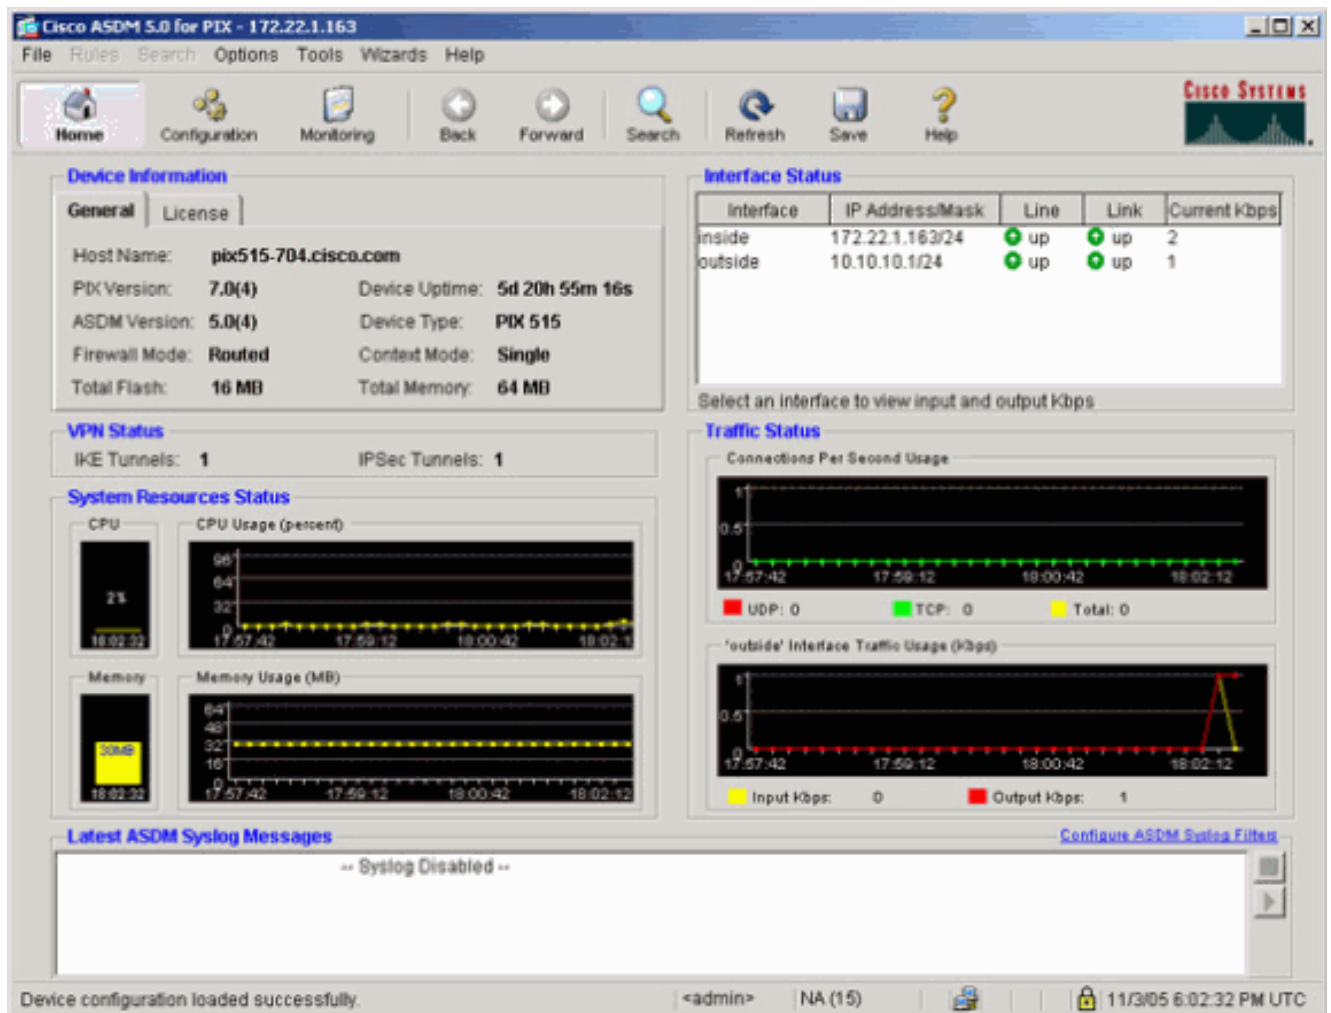 Cisco ASDM 5.0 for PIX - 172.22.1.163
File Rules Search Options Tools Wizards Help
Home Configuration Monitoring Back Forward Search Refresh Save Help
CISCO SYSTEMS
Device Information
General License
Host Name: pix515-704.cisco.com
PIX Version: 7.0(4) Device Uptime: 5d 20h 55m 16s
ASDM Version: 5.0(4) Device Type: PIX 515
Firewall Mode: Routed Context Mode: Single
Total Flash: 16 MB Total Memory: 64 MB
Interface Status
Interface IP Address/Mask Line Link Current Kbps
inside 172.22.1.163/24 up up 2
outside 10.10.10.1/24 up up 1
Select an interface to view input and output Kbps
VPN Status
IKE Tunnels: 1 IPSec Tunnels: 1
System Resources Status
CPU
2%
18:02:32
CPU Usage (percent)
96
64
32
0
17:57:42 17:59:12 18:00:42 18:02:1
Memory
30MB
18:02:32
Memory Usage (MB)
64
48
32
16
0
17:57:42 17:59:12 18:00:42 18:02:12
Traffic Status
Connections Per Second Usage
1
0.5
0
17:57:42 17:59:12 18:00:42 18:02:12
UDP: 0 TCP: 0 Total: 0
'outside' Interface Traffic Usage (Kbps)
1
0.5
0
17:57:42 17:59:12 18:00:42 18:02:12
Input Kbps: 0 Output Kbps: 1
Latest ASDM Syslog Messages
Configure ASDM Syslog Filters
-- Syslog Disabled --
Device configuration loaded successfully. <admin> NA (15) 11/3/05 6:02:32 PM UTC